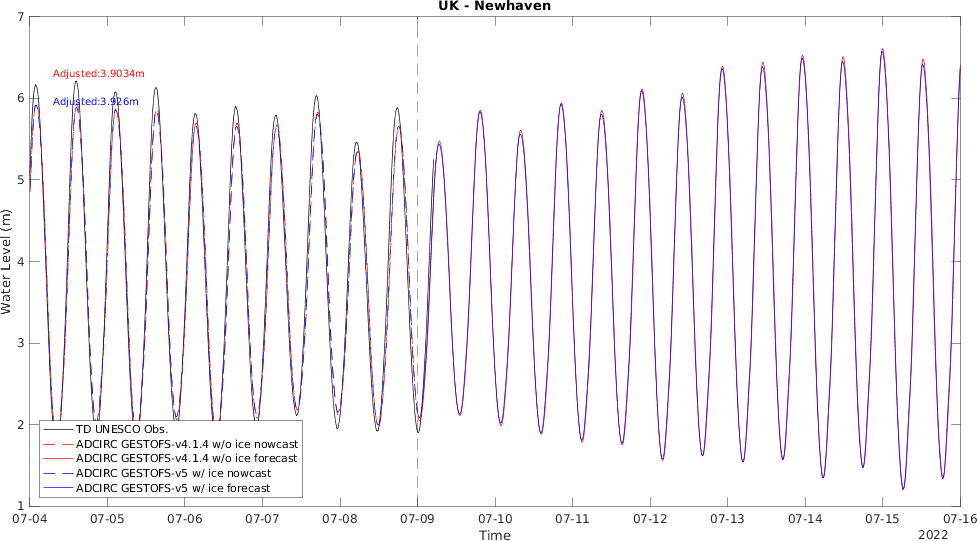 UK - Newhaven
7
Adjusted:3.9034m
6
Adjusted:3.926m
5
4
Water Level (m)
3
2
TD UNESCO Obs.
ADCIRC GESTOFS-v4.1.4 w/o ice nowcast
ADCIRC GESTOFS-v4.1.4 w/o ice forecast
ADCIRC GESTOFS-v5 w/ ice nowcast
ADCIRC GESTOFS-v5 w/ ice forecast
1
07-04 07-05 07-06 07-07 07-08 07-09 07-10 07-11 07-12 07-13 07-14 07-15 07-16
Time
2022